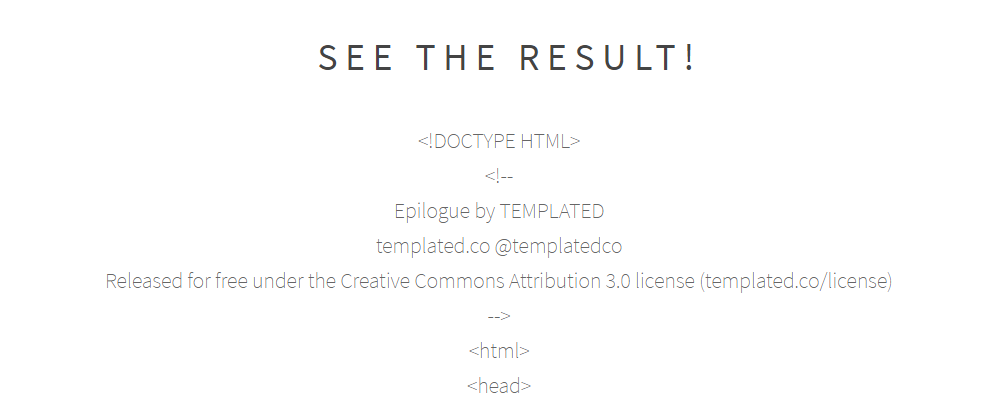 SEE THE RESULT!
<!DOCTYPE HTML>
<!--
Epilogue by TEMPLATED
templated.co @templatedco
Released for free under the Creative Commons Attribution 3.0 license (templated.co/license)
-->
<html>
<head>